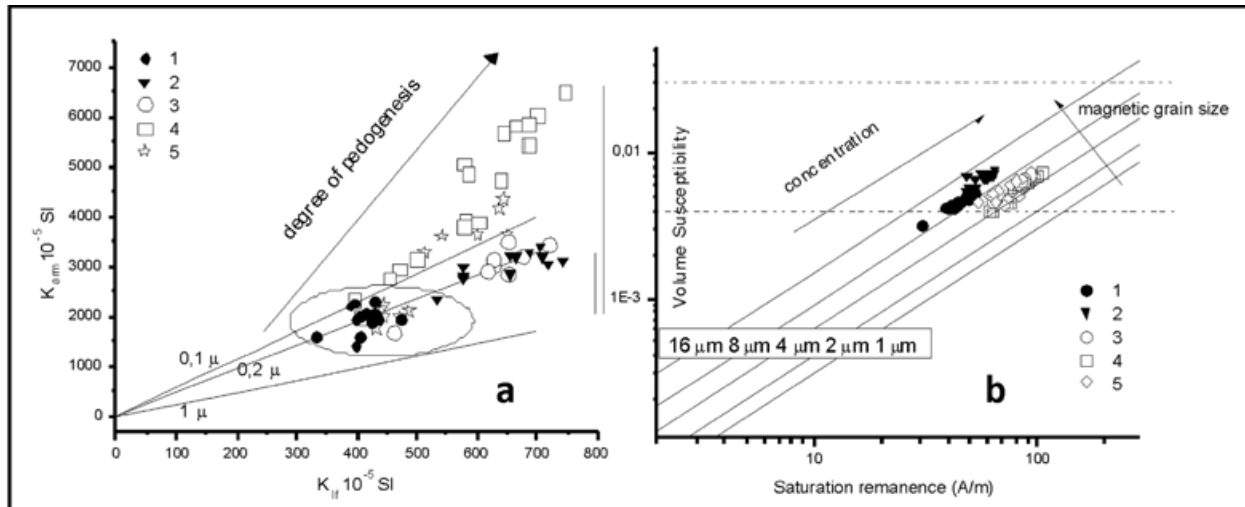 7000
6000
5000
4000
3000
2000
1000
0
K arm 10⁻⁵ SI
1
2
3
4
5
degree of pedogenesis
0,1 μ
0,2 μ
1 μ
a
0 100 200 300 400 500 600 700 800
K lf 10⁻⁵ SI
0,01
1E-3
Volume Susceptibility
concentration
magnetic grain size
16 μm 8 μm 4 μm 2 μm 1 μm
b
1
2
3
4
5
10 100
Saturation remanence (A/m)